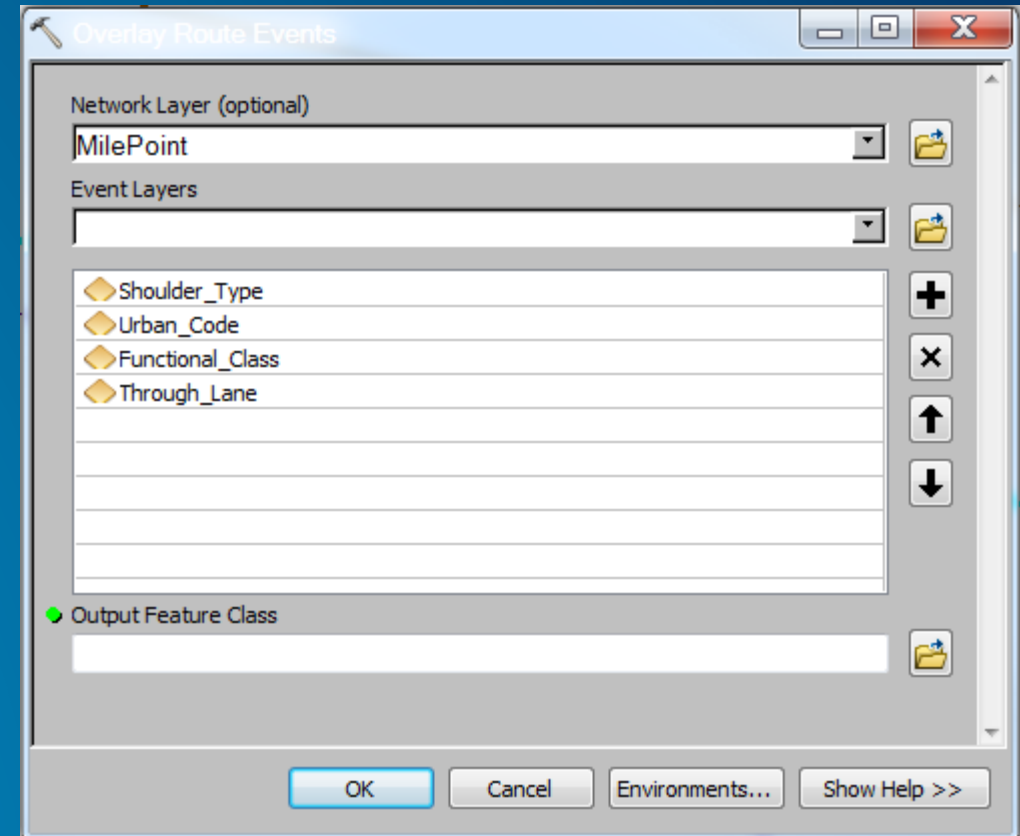 Overlay Route Events
Network Layer (optional)
MilePoint
Event Layers
Shoulder_Type
Urban_Code
Functional_Class
Through_Lane
Output Feature Class
OK Cancel Environments... Show Help >>